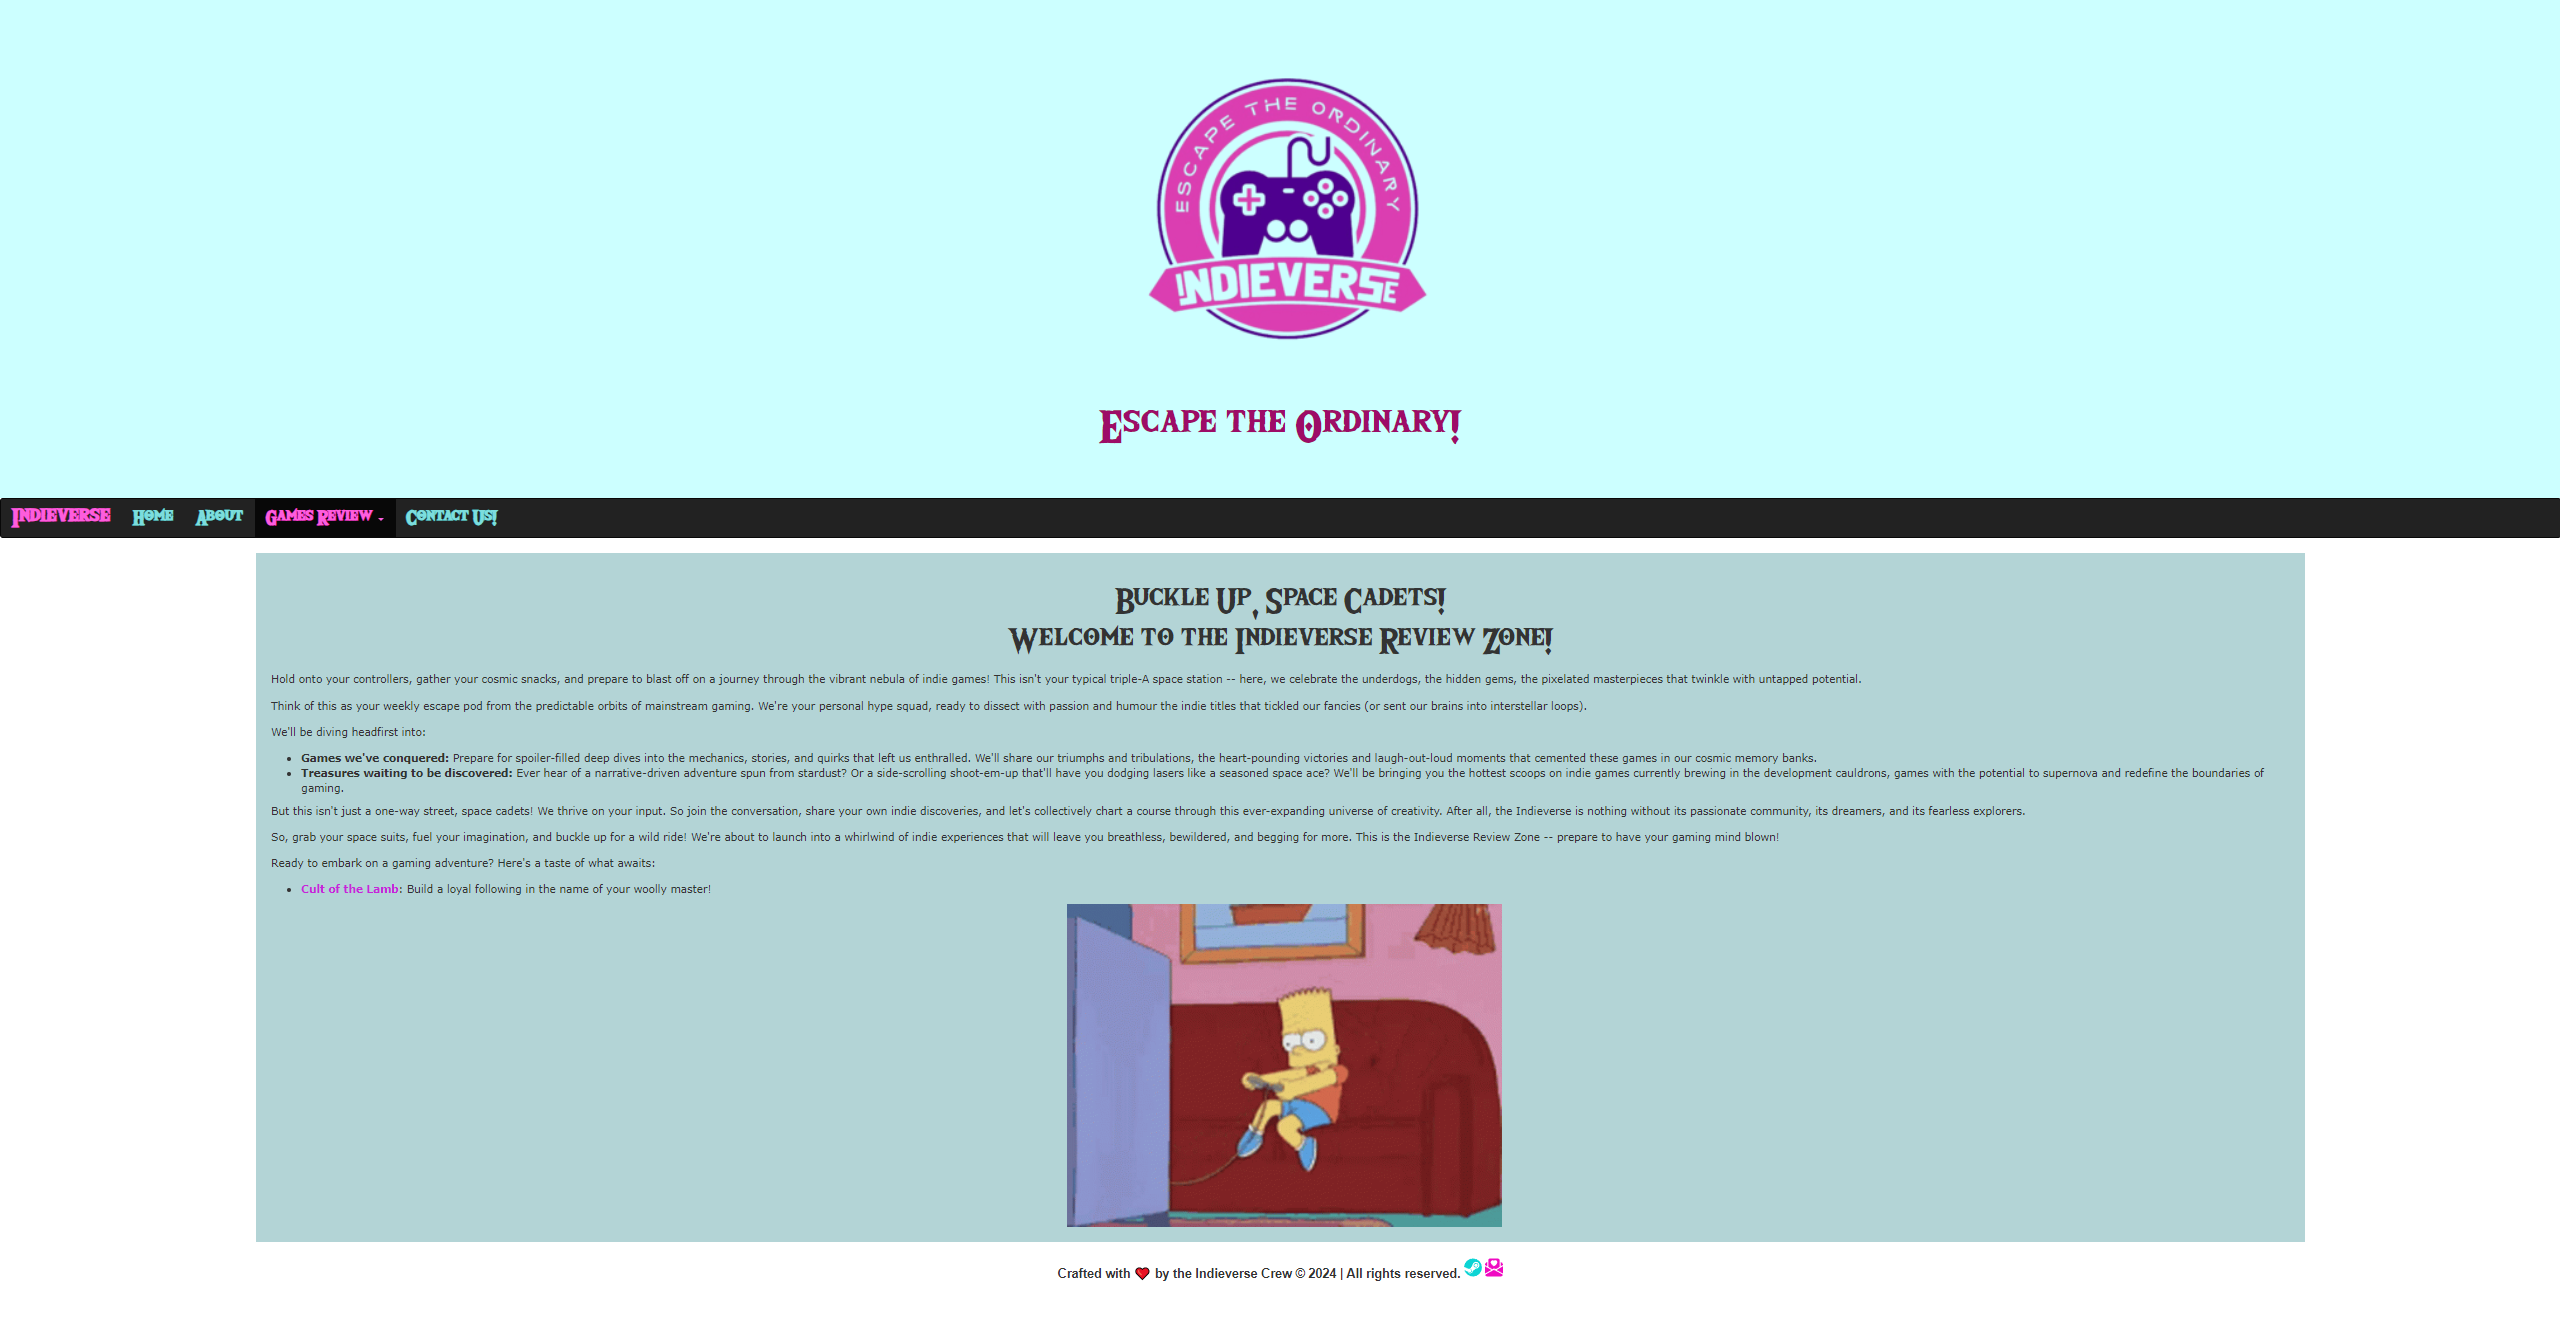 ESCAPE THE ORDINARY
INDIEVERSE
Escape the Ordinary!
Indieverse Home About Games Review Contact Us!
Buckle Up, Space Cadets!
Welcome to the Indieverse Review Zone!
Hold onto your controllers, gather your cosmic snacks, and prepare to blast off on a journey through the vibrant nebula of indie games! This isn't your typical triple-A space station -- here, we celebrate the underdogs, the hidden gems, the pixelated masterpieces that twinkle with untapped potential.
Think of this as your weekly escape pod from the predictable orbits of mainstream gaming. We're your personal hype squad, ready to dissect with passion and humour the indie titles that tickled our fancies (or sent our brains into interstellar loops).
We'll be diving headfirst into:
• Games we've conquered: Prepare for spoiler-filled deep dives into the mechanics, stories, and quirks that left us enthralled. We'll share our triumphs and tribulations, the heart-pounding victories and laugh-out-loud moments that cemented these games in our cosmic memory banks.
• Treasures waiting to be discovered: Ever hear of a narrative-driven adventure spun from stardust? Or a side-scrolling shoot-em-up that'll have you dodging lasers like a seasoned space ace? We'll be bringing you the hottest scoops on indie games currently brewing in the development cauldrons, games with the potential to supernova and redefine the boundaries of
gaming.
But this isn't just a one-way street, space cadets! We thrive on your input. So join the conversation, share your own indie discoveries, and let's collectively chart a course through this ever-expanding universe of creativity. After all, the Indieverse is nothing without its passionate community, its dreamers, and its fearless explorers.
So, grab your space suits, fuel your imagination, and buckle up for a wild ride! We're about to launch into a whirlwind of indie experiences that will leave you breathless, bewildered, and begging for more. This is the Indieverse Review Zone -- prepare to have your gaming mind blown!
Ready to embark on a gaming adventure? Here's a taste of what awaits:
• Cult of the Lamb: Build a loyal following in the name of your woolly master!
Crafted with ❤ by the Indieverse Crew © 2024 | All rights reserved.